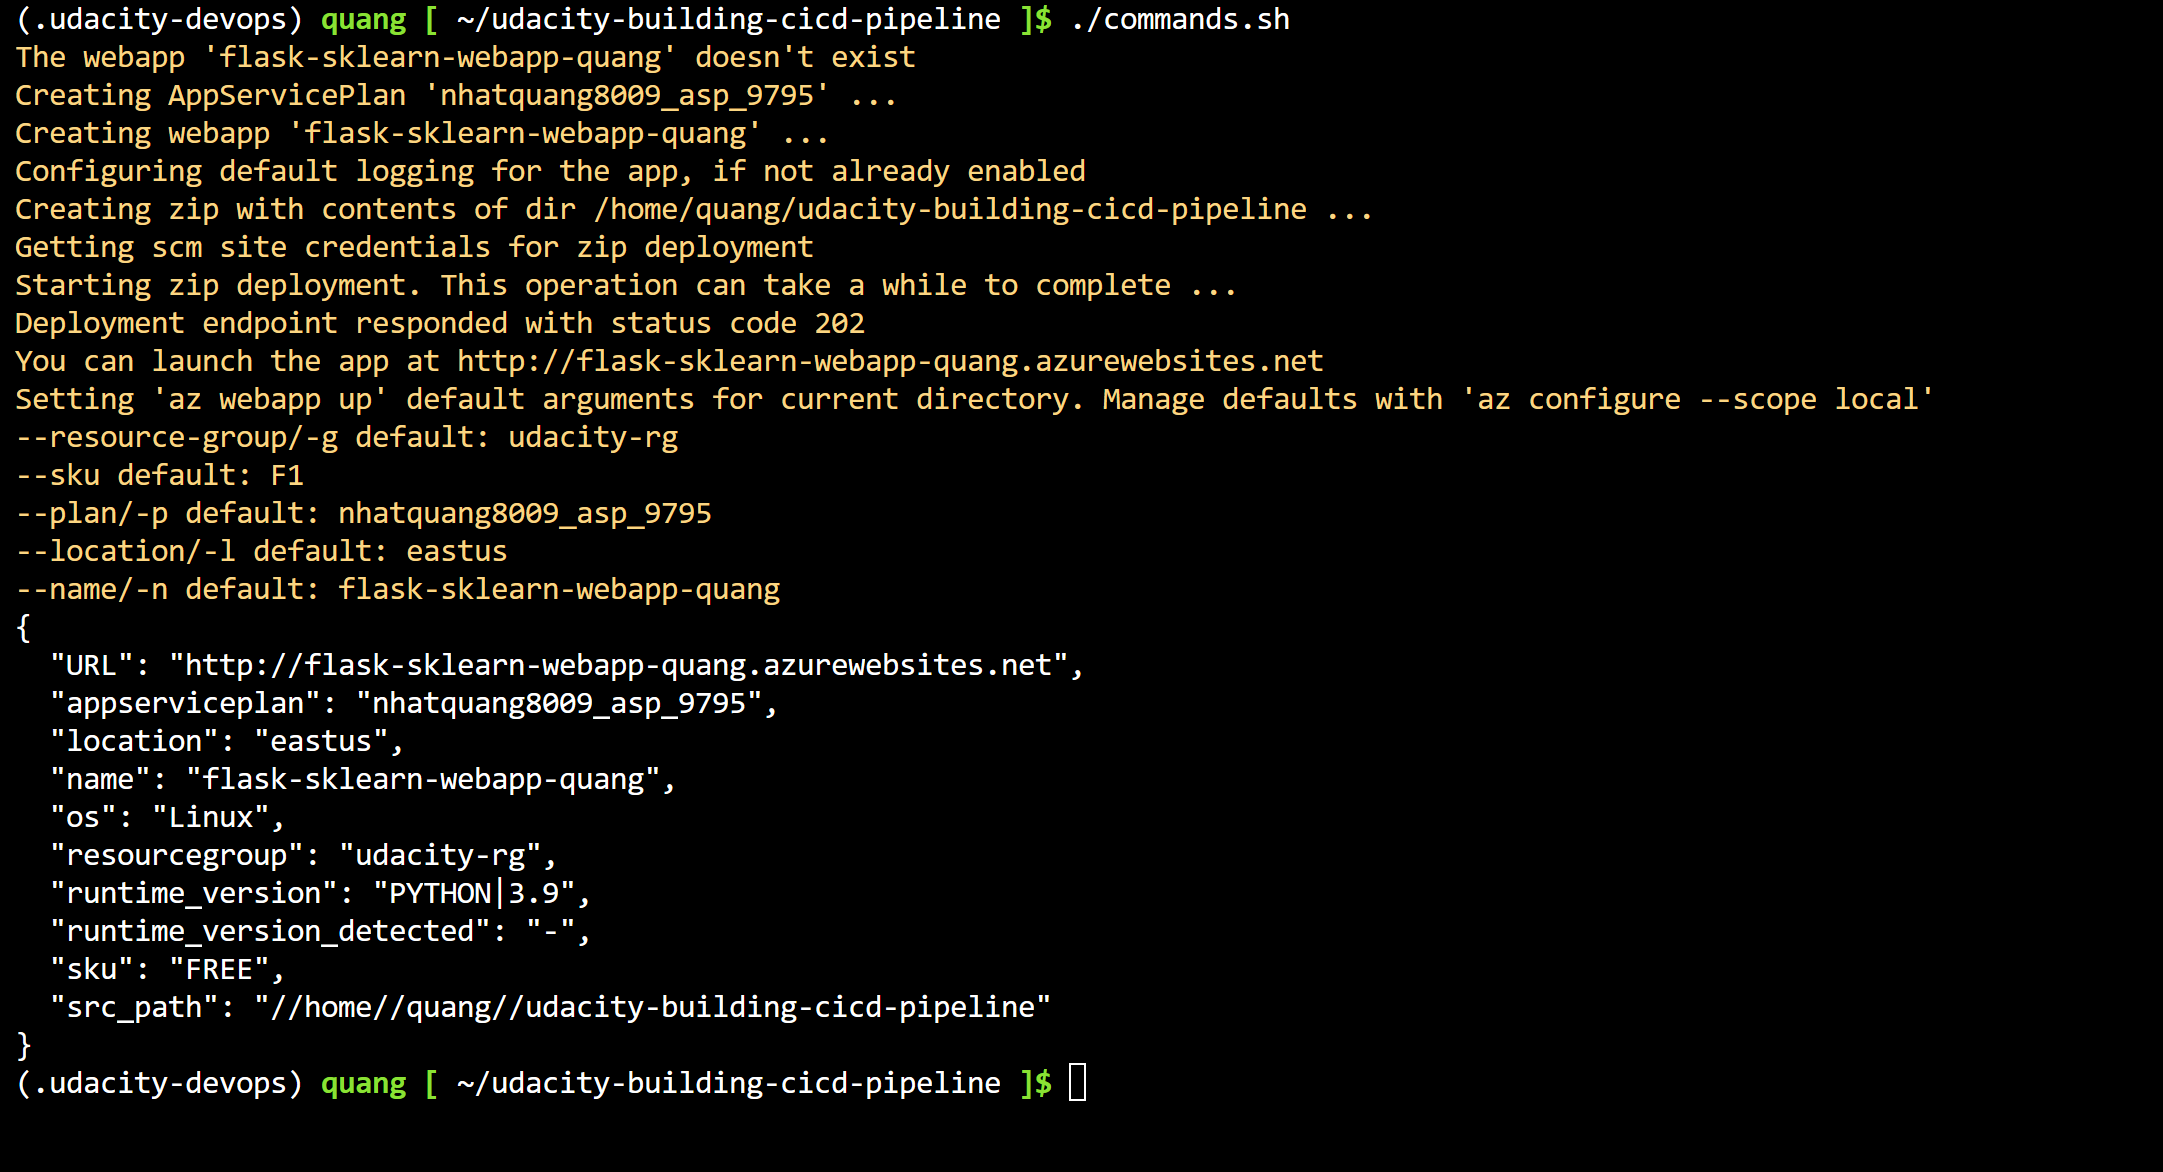 (.udacity-devops) quang [ ~/udacity-building-cicd-pipeline ]$ ./commands.sh
The webapp 'flask-sklearn-webapp-quang' doesn't exist
Creating AppServicePlan 'nhatquang8009_asp_9795' ...
Creating webapp 'flask-sklearn-webapp-quang' ...
Configuring default logging for the app, if not already enabled
Creating zip with contents of dir /home/quang/udacity-building-cicd-pipeline ...
Getting scm site credentials for zip deployment
Starting zip deployment. This operation can take a while to complete ...
Deployment endpoint responded with status code 202
You can launch the app at http://flask-sklearn-webapp-quang.azurewebsites.net
Setting 'az webapp up' default arguments for current directory. Manage defaults with 'az configure --scope local'
--resource-group/-g default: udacity-rg
--sku default: F1
--plan/-p default: nhatquang8009_asp_9795
--location/-l default: eastus
--name/-n default: flask-sklearn-webapp-quang
{
  "URL": "http://flask-sklearn-webapp-quang.azurewebsites.net",
  "appserviceplan": "nhatquang8009_asp_9795",
  "location": "eastus",
  "name": "flask-sklearn-webapp-quang",
  "os": "Linux",
  "resourcegroup": "udacity-rg",
  "runtime_version": "PYTHON|3.9",
  "runtime_version_detected": "-",
  "sku": "FREE",
  "src_path": "//home//quang//udacity-building-cicd-pipeline"
}
(.udacity-devops) quang [ ~/udacity-building-cicd-pipeline ]$